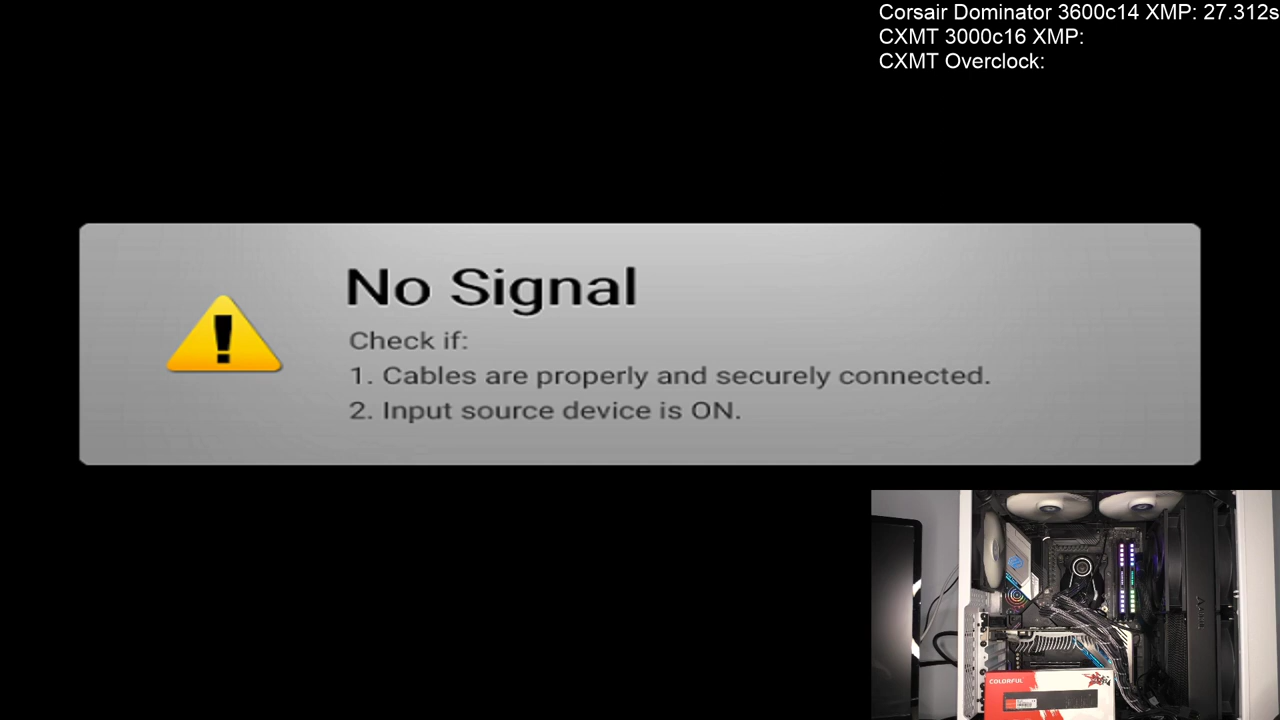 Corsair Dominator 3600c14 XMP: 27.312s
CXMT 3000c16 XMP:
CXMT Overclock:
No Signal
Check if:
1. Cables are properly and securely connected.
2. Input source device is ON.
COLORFUL